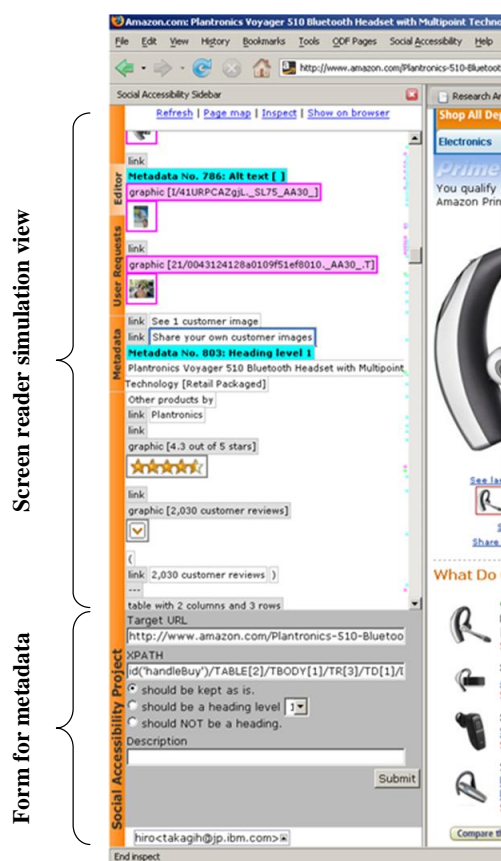 Amazon.com: Plantronics Voyager 510 Bluetooth Headset with Multipoint Techno
File Edit View History Bookmarks Tools ODF Pages Social Accessibility Help
http://www.amazon.com/Plantronics-510-Bluetoot
Social Accessibility Sidebar
Research Ar
Refresh | Page map | Inspect | Show on browser
Shop All Dep
Electronics
Prime
You qualify
Amazon Prin
Screen reader simulation view
Form for metadata
Editor
User Requests
Metadata
Social Accessibility Project
link
Metadata No. 786: Alt text [ ]
graphic [I/41URPCAZgjL._SL75_AA30_]
link
graphic [21/0043124128a0109f51ef8010._AA30_.T]
link See 1 customer image
link Share your own customer images
Metadata No. 803: Heading level 1
Plantronics Voyager 510 Bluetooth Headset with Multipoint
Technology [Retail Packaged]
Other products by
link Plantronics
link
graphic [4.3 out of 5 stars]
link
graphic [2,030 customer reviews]
(
link 2,030 customer reviews )
---
table with 2 columns and 3 rows
See la
Share
What Do
Target URL
http://www.amazon.com/Plantronics-510-Bluetoo
XPATH
id('handleBuy')/TABLE[2]/TBODY[1]/TR[3]/TD[1]/
should be kept as is.
should be a heading level 1
should NOT be a heading.
Description
Submit
Compare th
hiro<takagih@jp.ibm.com>
End inspect